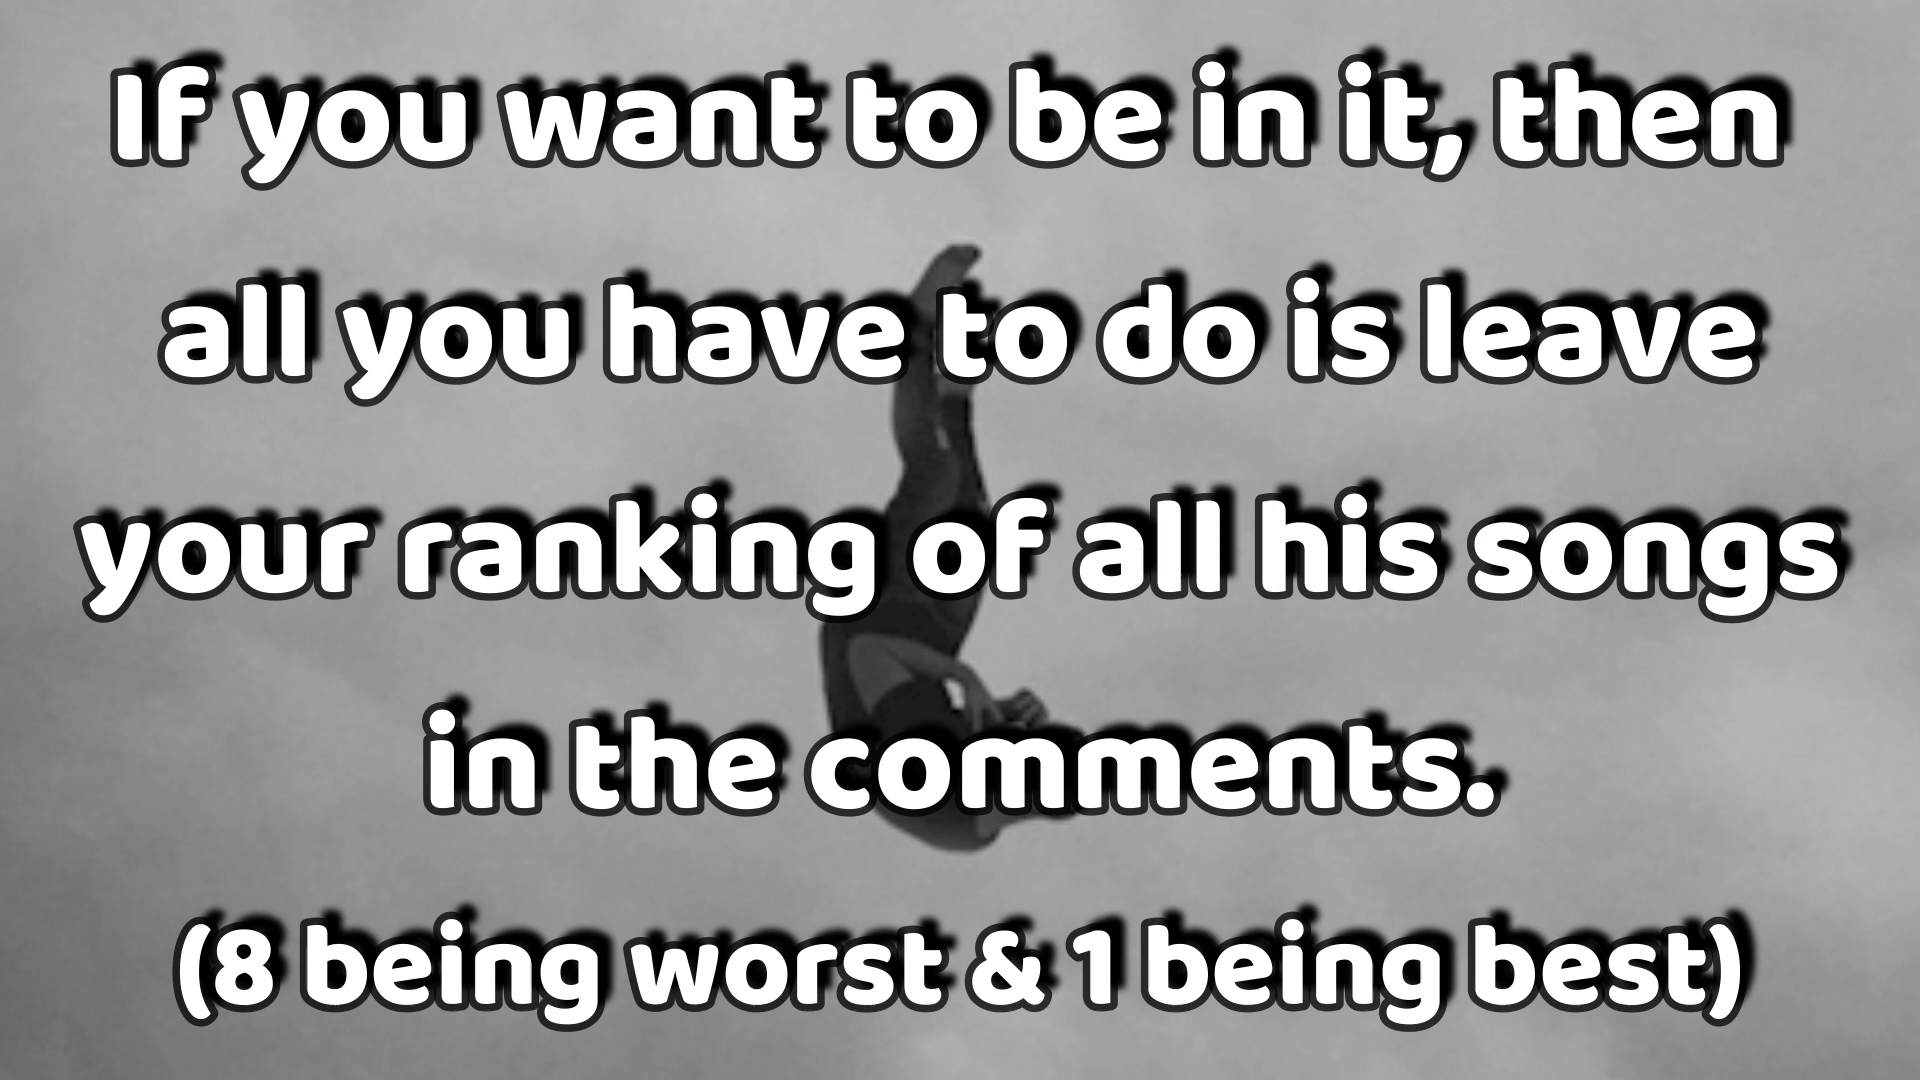 If you want to be in it, then
all you have to do is leave
your ranking of all his songs
in the comments.
(8 being worst & 1 being best)